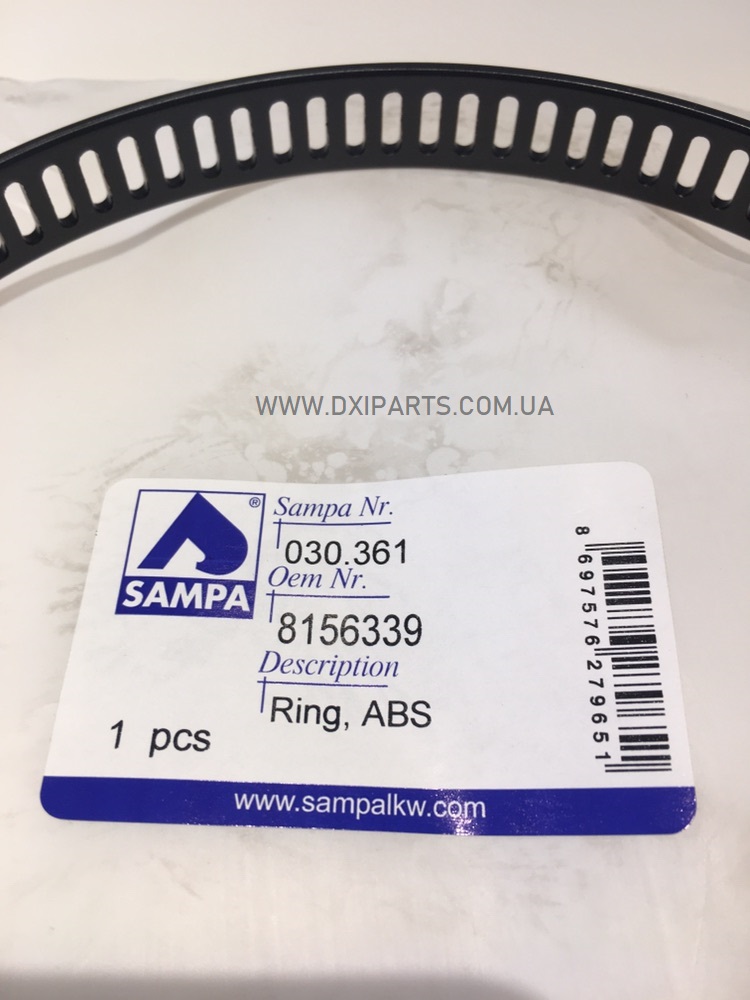 WWW.DXIPARTS.COM.UA
SAMPA ®
Sampa Nr.
030.361
Oem Nr.
8156339
Description
Ring, ABS
1 pcs
8 697576 279651
www.sampalkw.com